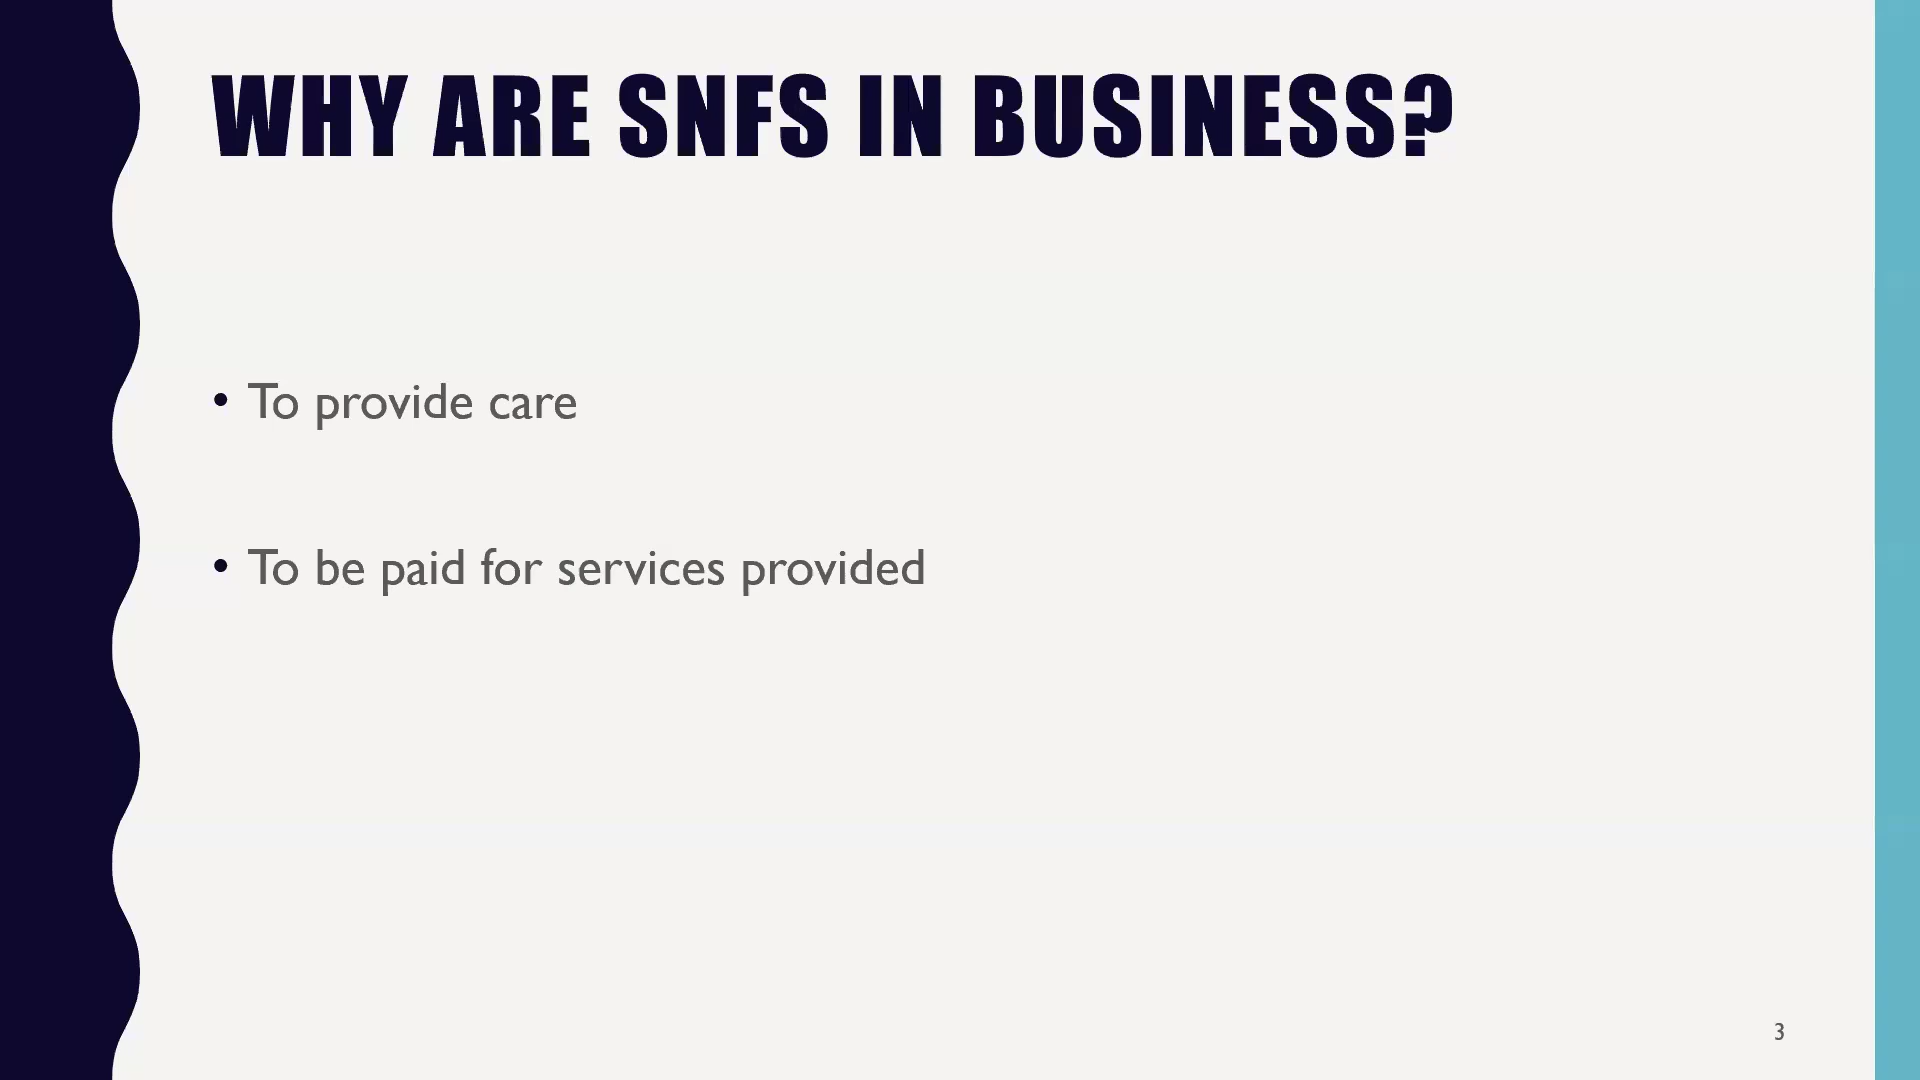 WHY ARE SNFS IN BUSINESS?
• To provide care
• To be paid for services provided
3